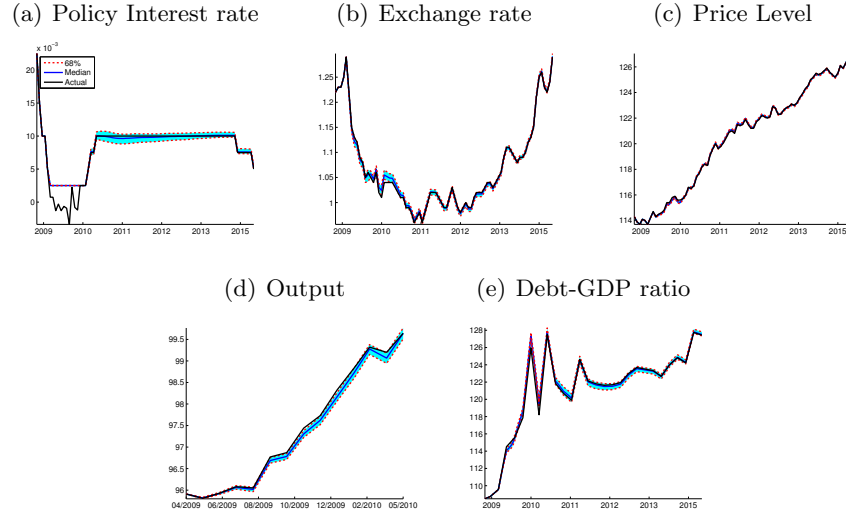 (a) Policy Interest rate
(b) Exchange rate
(c) Price Level
x 10⁻³
20
15
10
5
0
68%
Median
Actual
2009 2010 2011 2012 2013 2015
1.25
1.2
1.15
1.1
1.05
1
2009 2010 2011 2012 2013 2015
126
124
122
120
118
116
114
2009 2010 2011 2012 2013 2015
(d) Output
(e) Debt-GDP ratio
99.5
99
98.5
98
97.5
97
96.5
96
04/2009 06/2009 08/2009 10/2009 12/2009 02/2010 05/2010
128
126
124
122
120
118
116
114
112
110
2009 2010 2011 2012 2013 2015